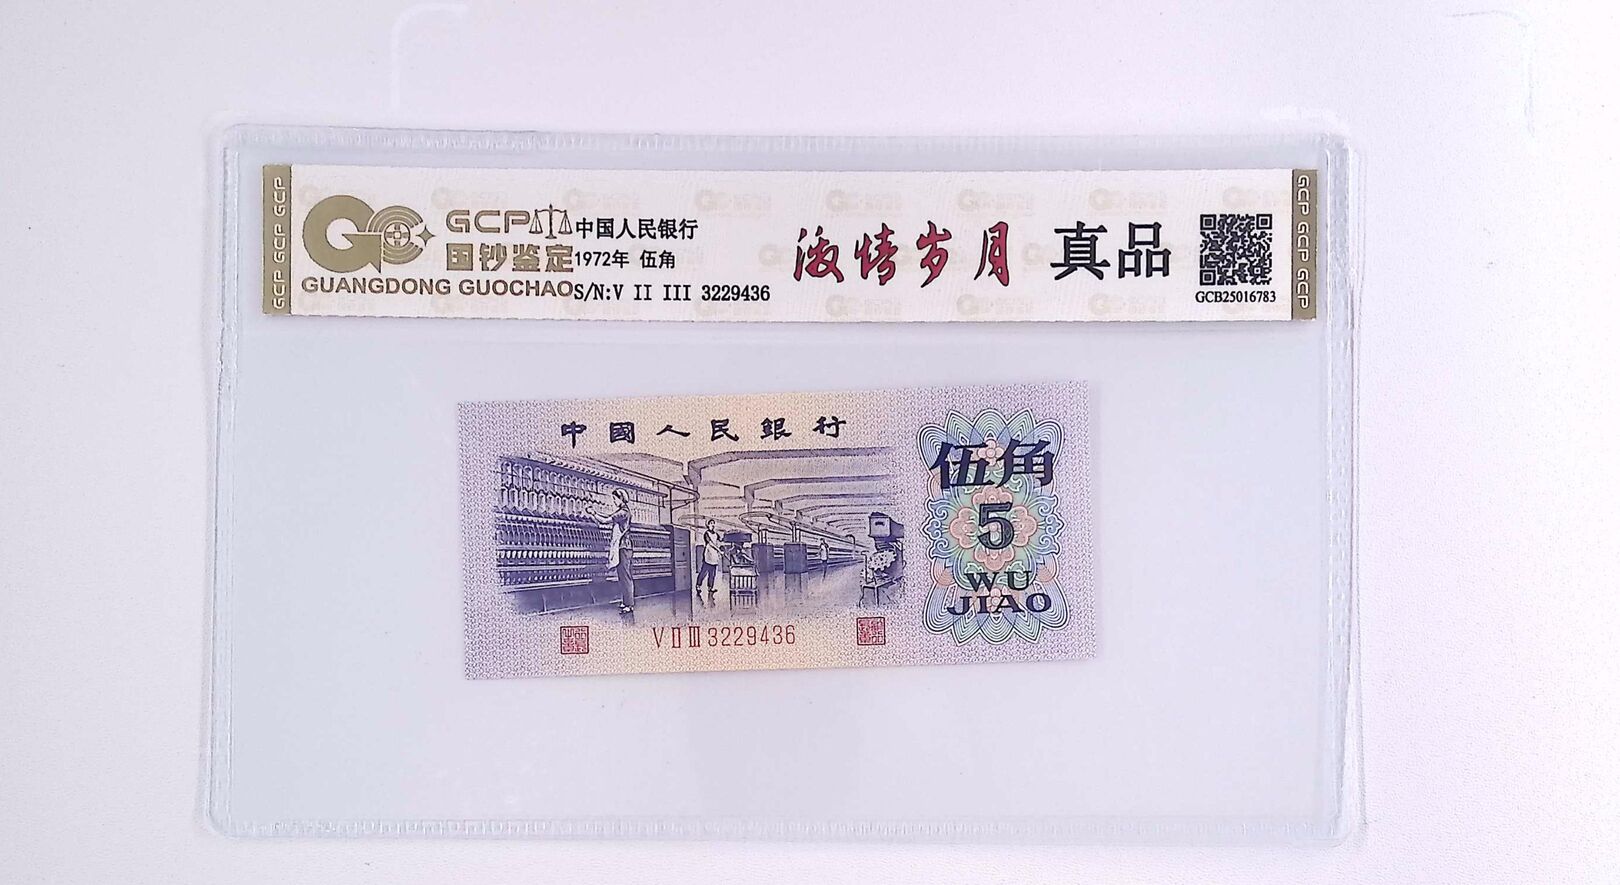 GCP GCP GCP
GCP
国钞鉴定
GUANGDONG GUOCHAO
中国人民银行
1972年 伍角
S/N:V II III 3229436
激情岁月
真品
GCB25016783
GCP GCP GCP
中國人民銀行
伍角
5
WU
JIAO
V II III 3229436